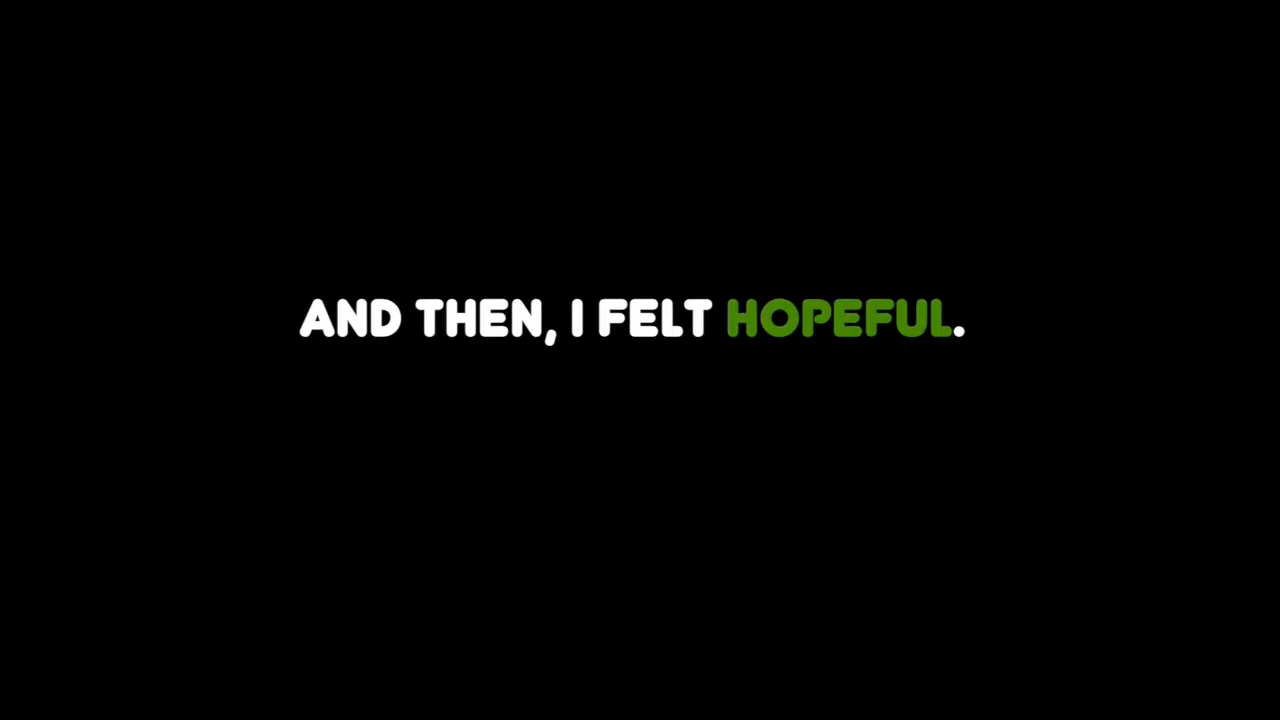 AND THEN, I FELT HOPEFUL.